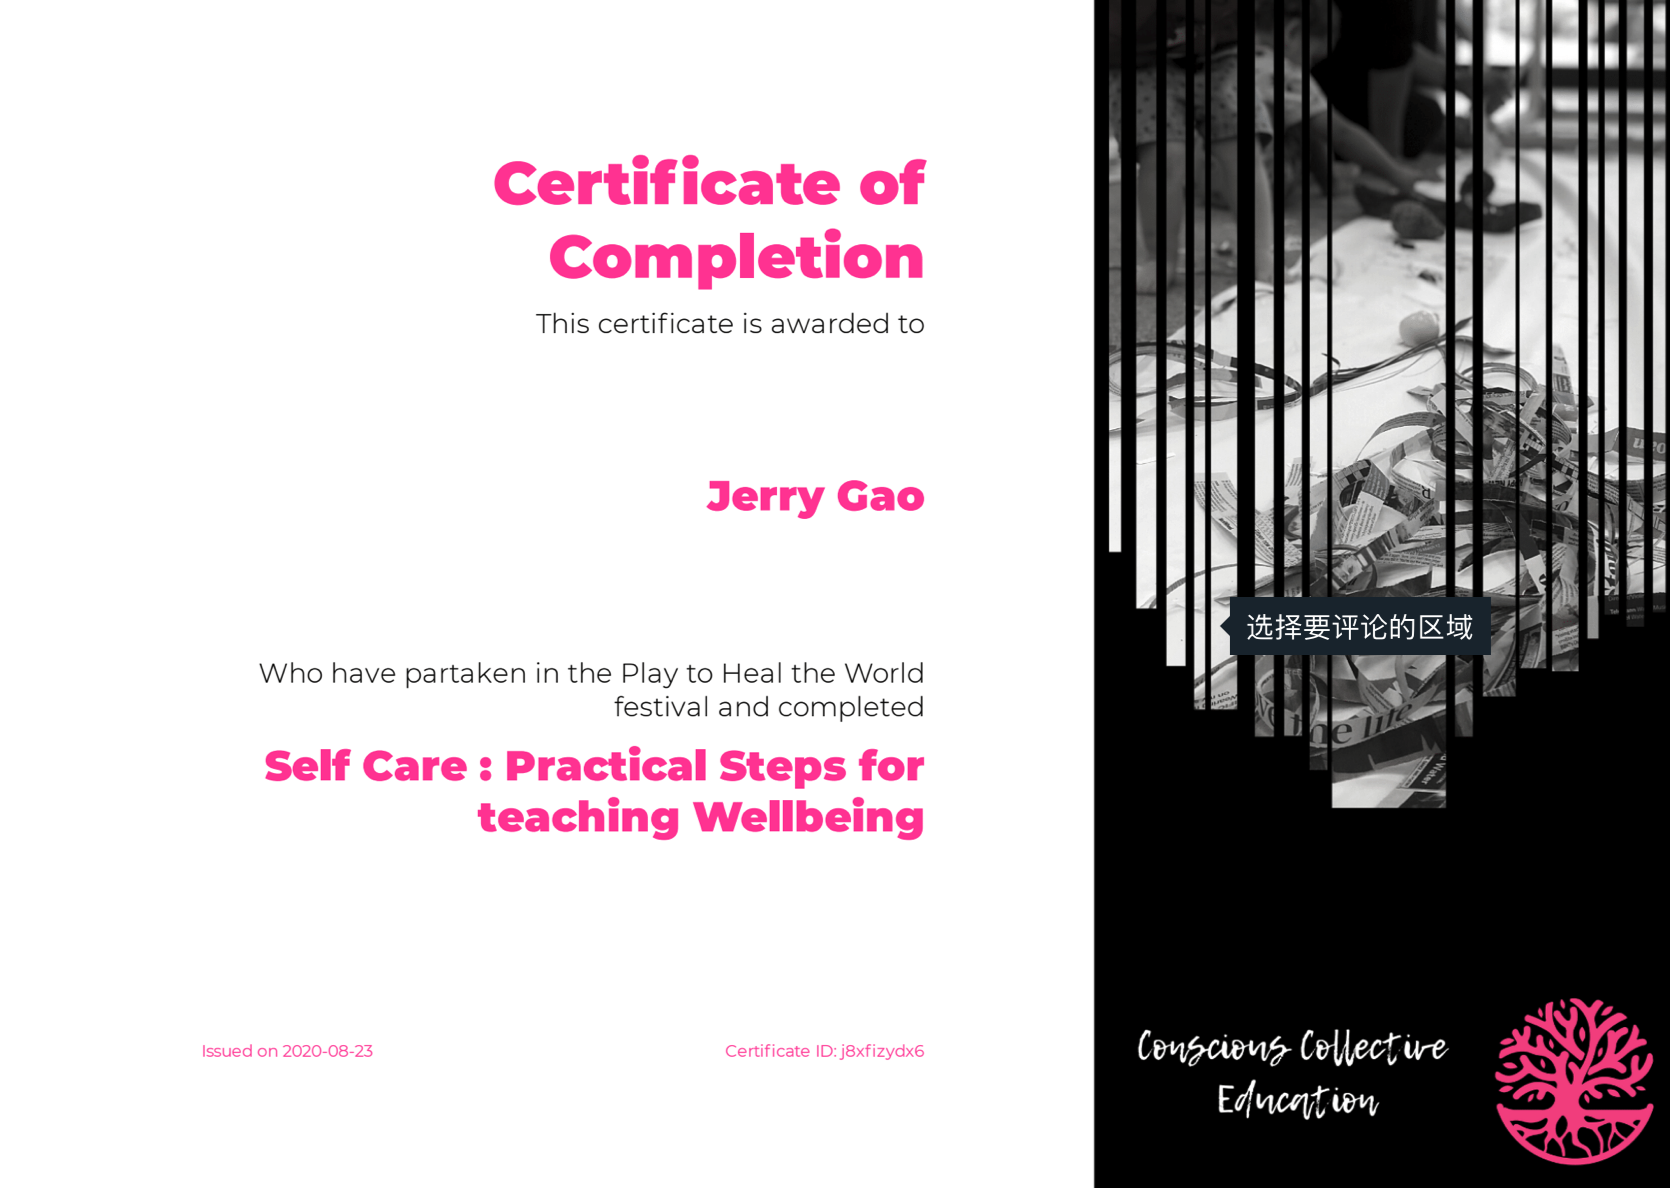 Certificate of
Completion
This certificate is awarded to
Jerry Gao
Who have partaken in the Play to Heal the World
festival and completed
Self Care : Practical Steps for
teaching Wellbeing
Issued on 2020-08-23
Certificate ID: j8xfizydx6
选择要评论的区域
the life
Conscious Collective
Education